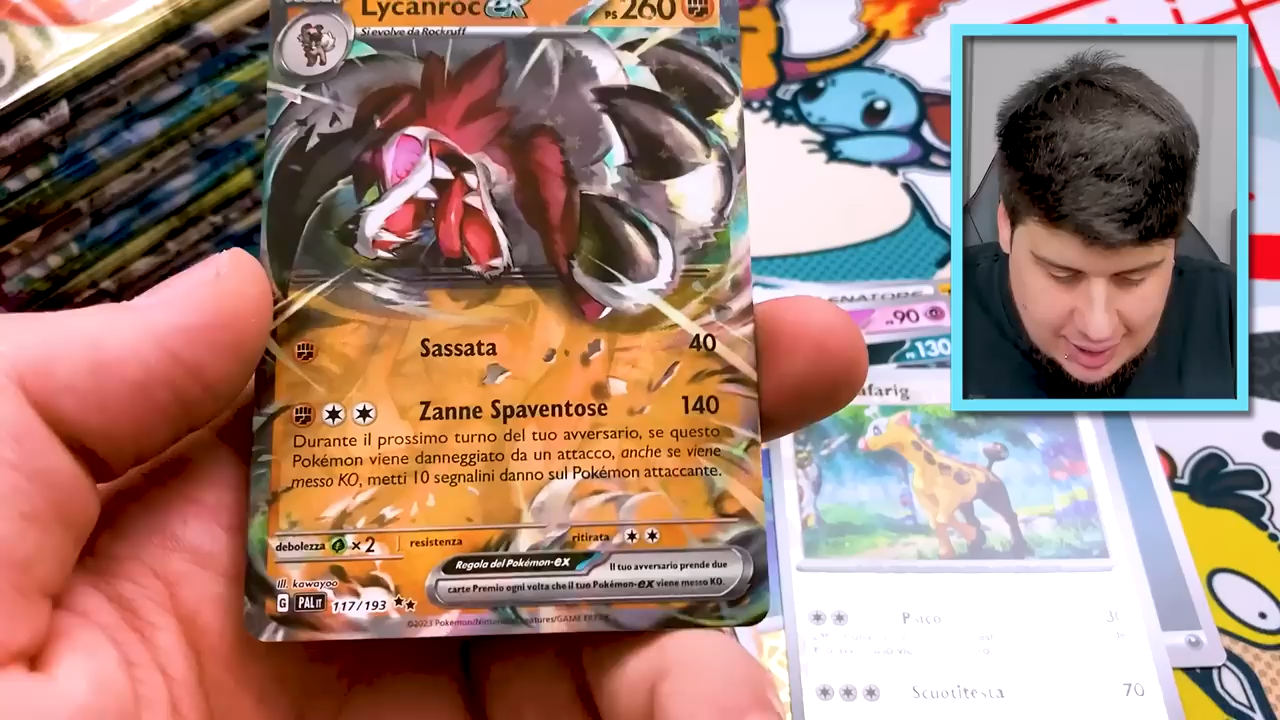 Lycanroc ex
PS 260
Si evolve da Rockruff
Sassata 40
Zanne Spaventose 140
Durante il prossimo turno del tuo avversario, se questo
Pokémon viene danneggiato da un attacco, anche se viene
messo KO, metti 10 segnalini danno sul Pokémon attaccante.
debolezza ×2 resistenza ritirata
Regola del Pokémon-ex Il tuo avversario prende due
carte Premio ogni volta che il tuo Pokémon-ex viene messo KO.
Ill. kawayoo
G PAL IT 117/193
©2023 Pokémon/Nintendo
ENATORE
90
130
afarig
Scuotitesta 70